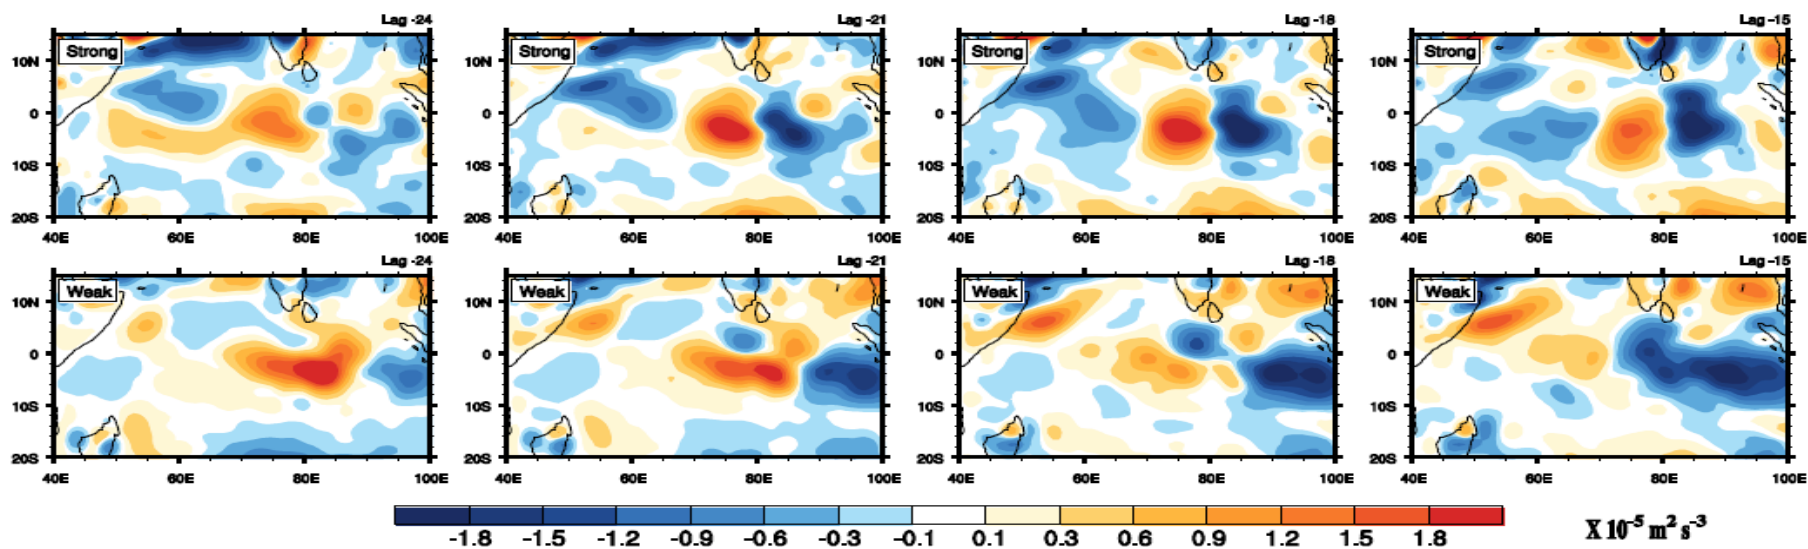 Lag -24 Lag -21 Lag -18 Lag -15
Strong Strong Strong Strong
10N 10N 10N 10N
0 0 0 0
10S 10S 10S 10S
20S 20S 20S 20S
40E 60E 80E 100E 40E 60E 80E 100E 40E 60E 80E 100E 40E 60E 80E 100E
Lag -24 Lag -21 Lag -18 Lag -15
Weak Weak Weak Weak
10N 10N 10N 10N
0 0 0 0
10S 10S 10S 10S
20S 20S 20S 20S
40E 60E 80E 100E 40E 60E 80E 100E 40E 60E 80E 100E 40E 60E 80E 100E
-1.8 -1.5 -1.2 -0.9 -0.6 -0.3 -0.1 0.1 0.3 0.6 0.9 1.2 1.5 1.8 X 10⁻⁵ m² s⁻³